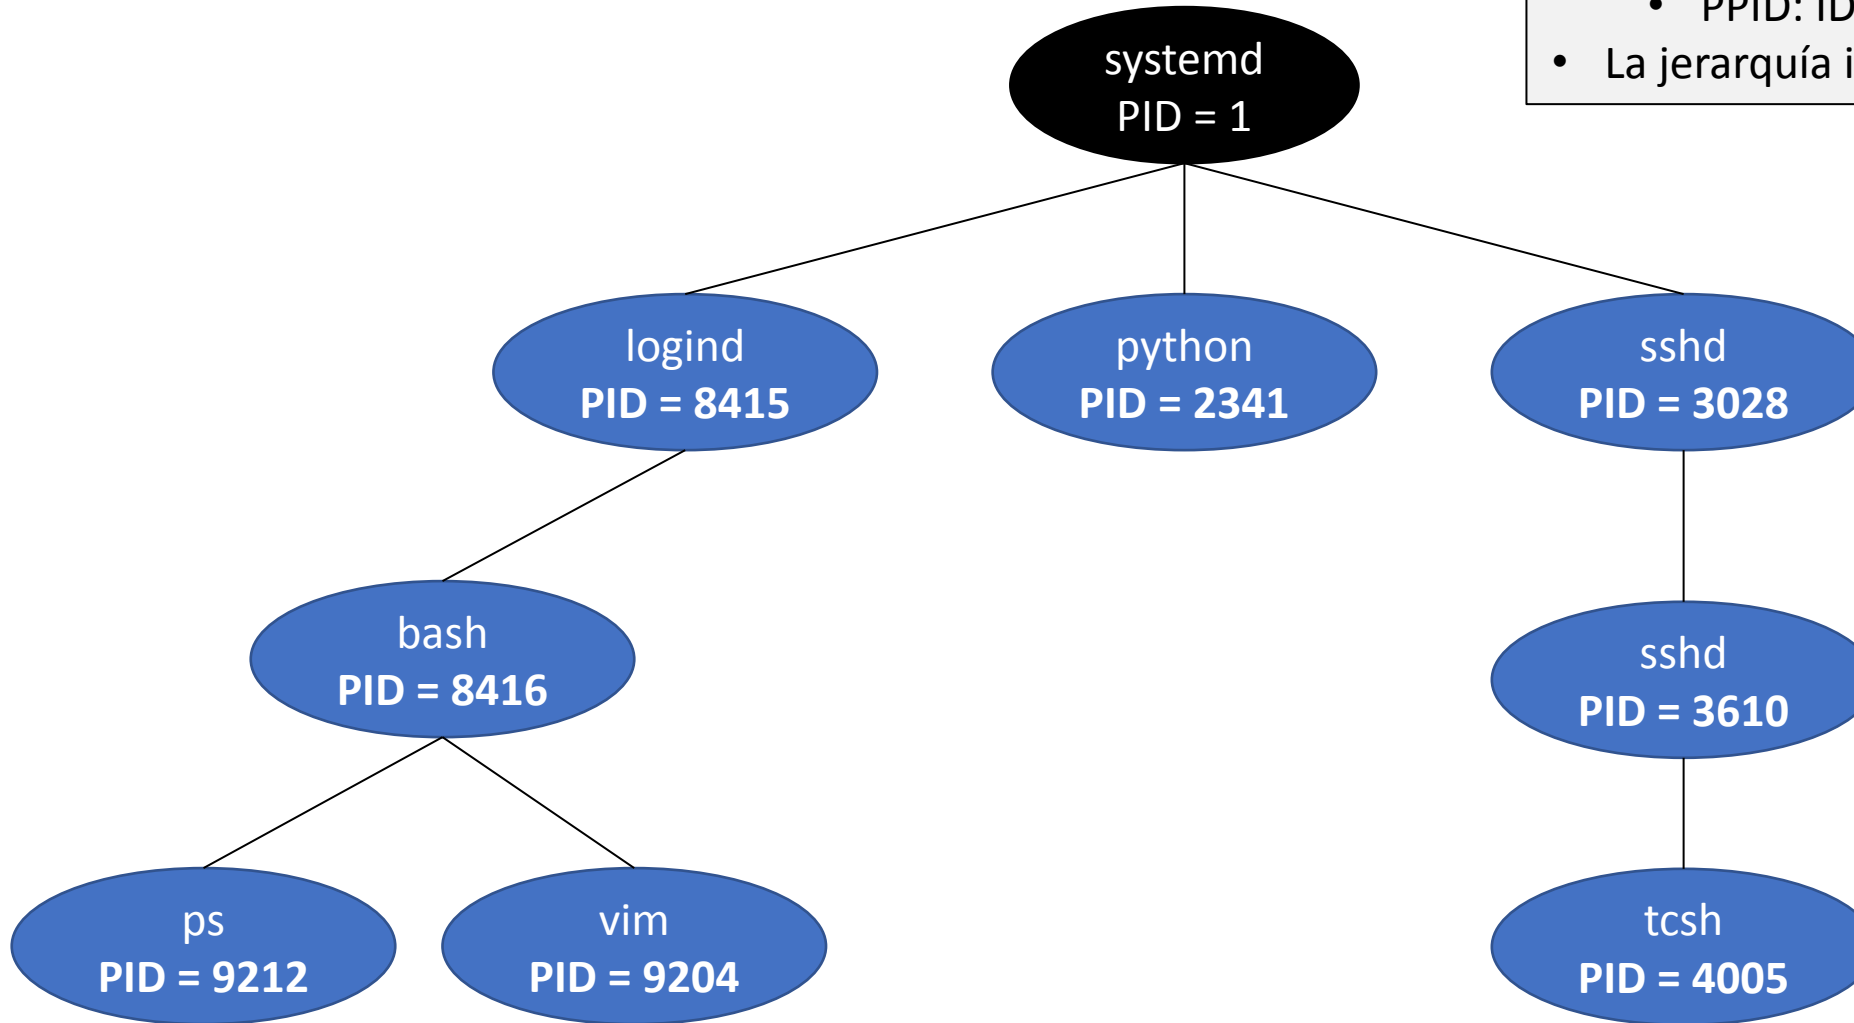 • PPID: ID
• La jerarquía i
systemd
PID = 1
logind
PID = 8415
python
PID = 2341
sshd
PID = 3028
bash
PID = 8416
sshd
PID = 3610
ps
PID = 9212
vim
PID = 9204
tcsh
PID = 4005